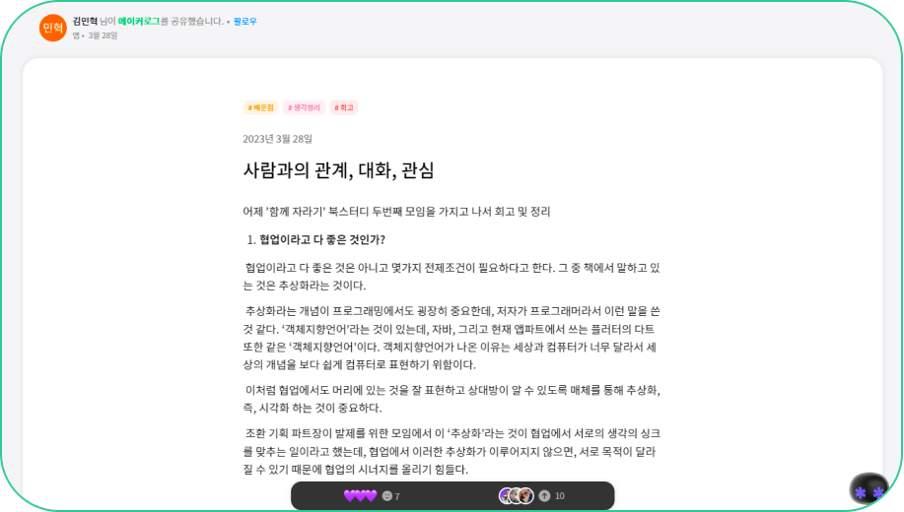 민혁
김민혁 님이 메이커로그를 공유했습니다. • 팔로우
앱 • 3월 28일
# 배운점 # 생각정리 # 회고
2023년 3월 28일
사람과의 관계, 대화, 관심
어제 '함께 자라기' 북스터디 두번째 모임을 가지고 나서 회고 및 정리
1. 협업이라고 다 좋은 것인가?
협업이라고 다 좋은 것은 아니고 몇가지 전제조건이 필요하다고 한다. 그 중 책에서 말하고 있
는 것은 추상화라는 것이다.
추상화라는 개념이 프로그래밍에서도 굉장히 중요한데, 저자가 프로그래머라서 이런 말을 쓴
것 같다. ‘객체지향언어’라는 것이 있는데, 자바, 그리고 현재 앱파트에서 쓰는 플러터의 다트
또한 같은 ‘객체지향언어’이다. 객체지향언어가 나온 이유는 세상과 컴퓨터가 너무 달라서 세
상의 개념을 보다 쉽게 컴퓨터로 표현하기 위함이다.
이처럼 협업에서도 머리에 있는 것을 잘 표현하고 상대방이 알 수 있도록 매체를 통해 추상화,
즉, 시각화 하는 것이 중요하다.
조환 기획 파트장이 발제를 위한 모임에서 이 ‘추상화’라는 것이 협업에서 서로의 생각의 싱크
를 맞추는 일이라고 했는데, 협업에서 이러한 추상화가 이루어지지 않으면, 서로 목적이 달라
질 수 있기 때문에 협업의 시너지를 올리기 힘들다.
7
10